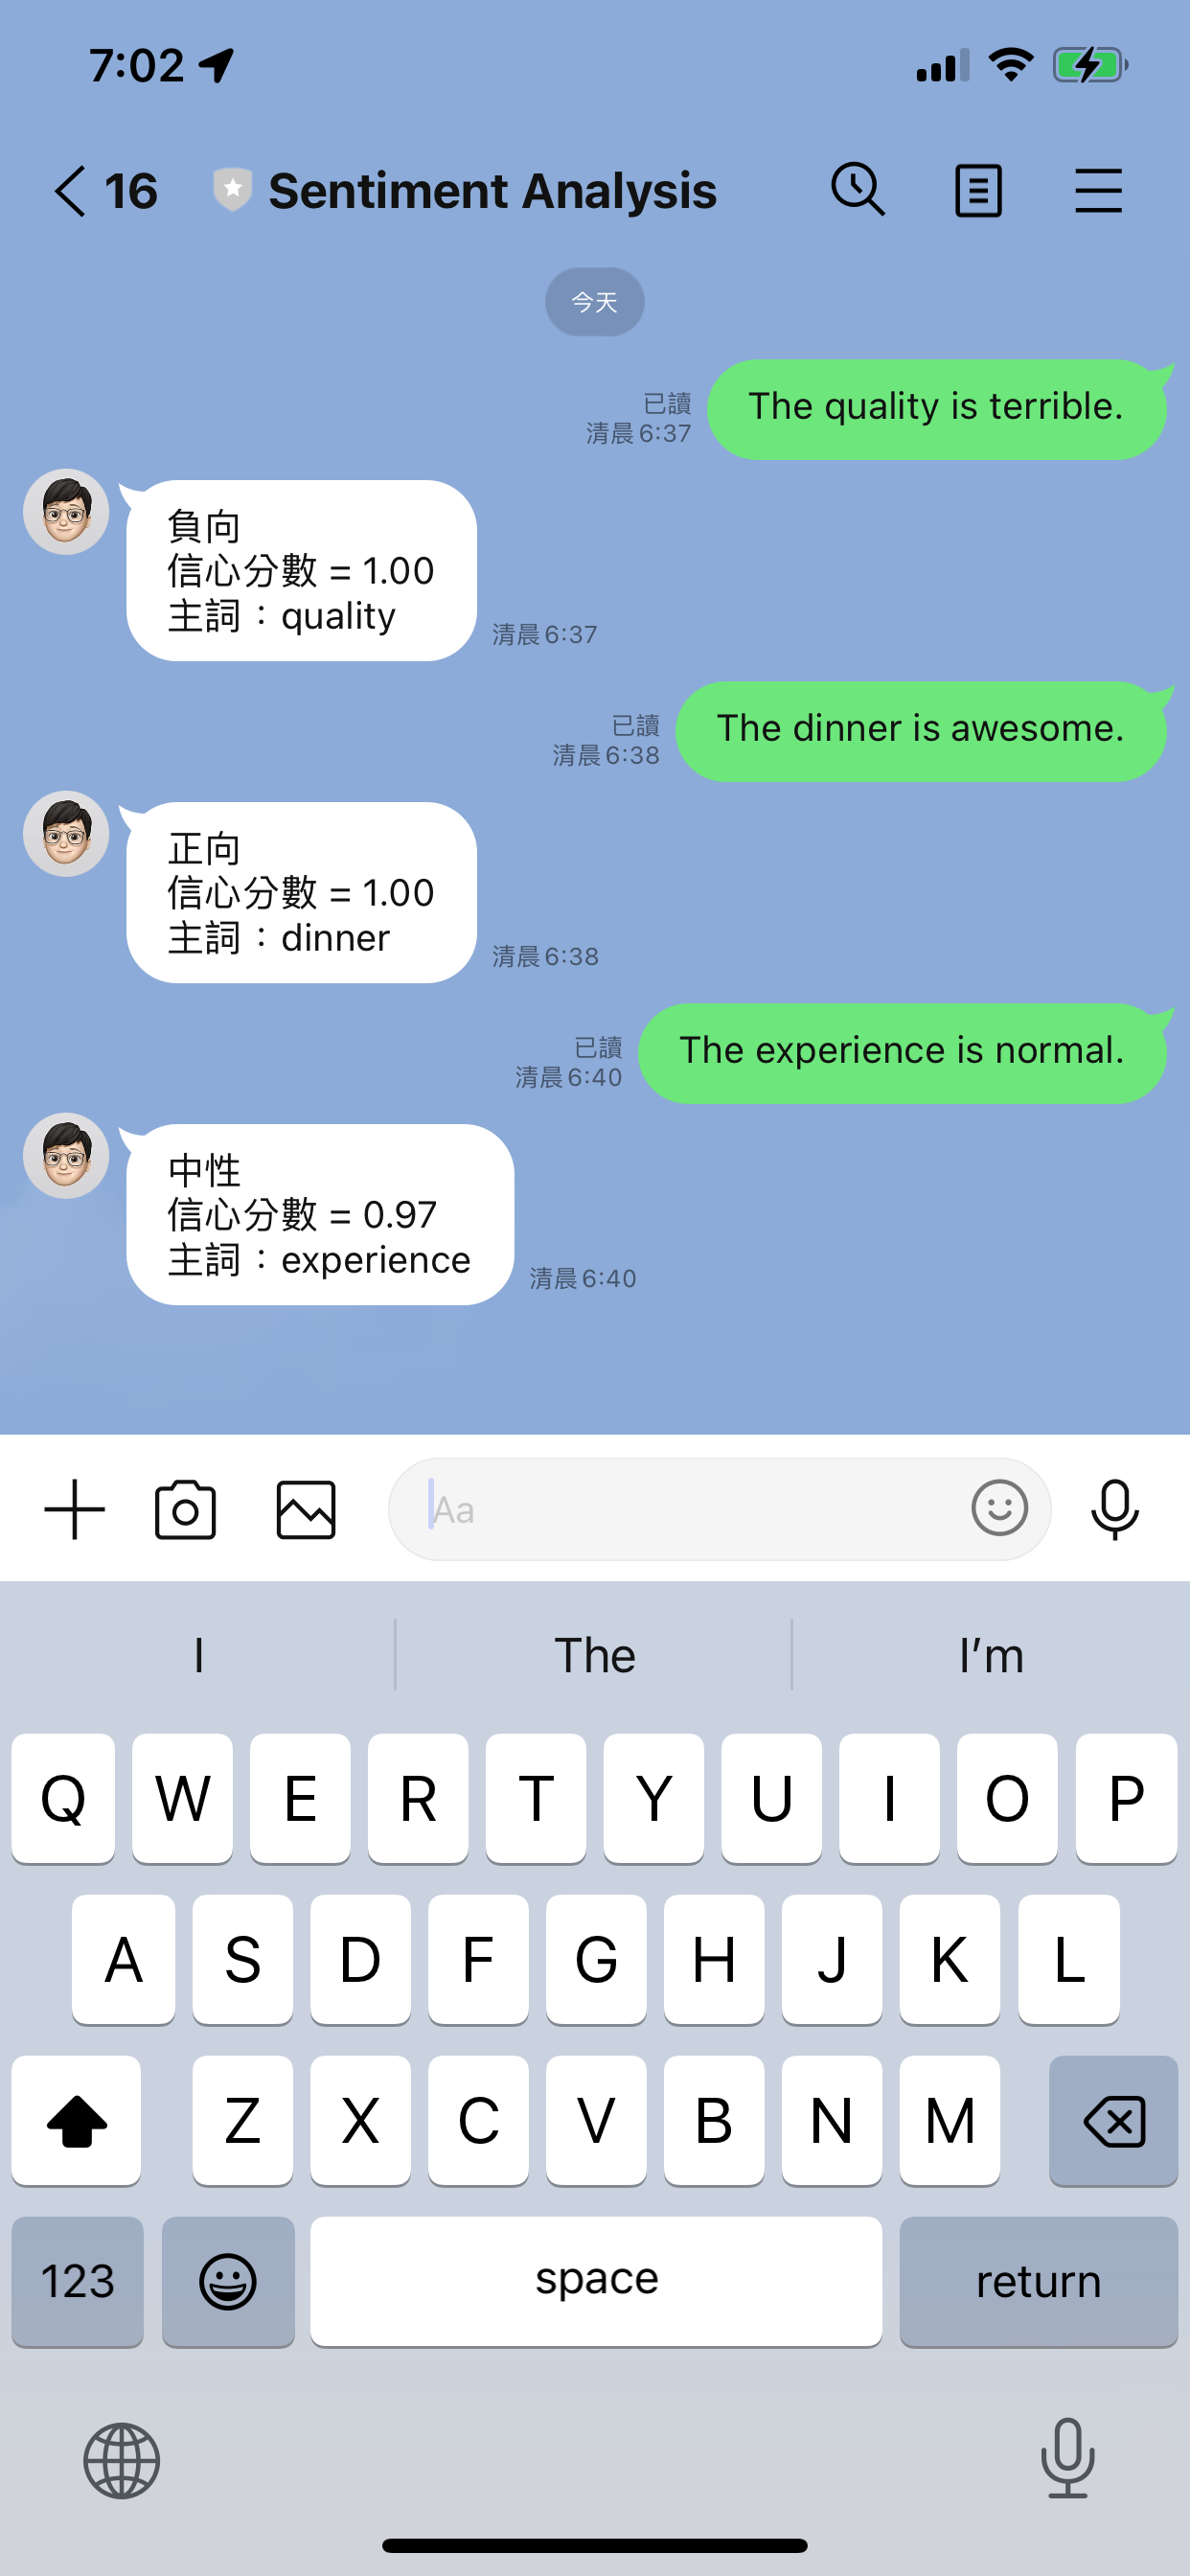 7:02
16 Sentiment Analysis
今天
The quality is terrible.
已讀
清晨 6:37
負向
信心分數 = 1.00
主詞：quality
清晨 6:37
The dinner is awesome.
已讀
清晨 6:38
正向
信心分數 = 1.00
主詞：dinner
清晨 6:38
The experience is normal.
已讀
清晨 6:40
中性
信心分數 = 0.97
主詞：experience
清晨 6:40
Aa
I The I’m
Q W E R T Y U I O P
A S D F G H J K L
Z X C V B N M
123 space return